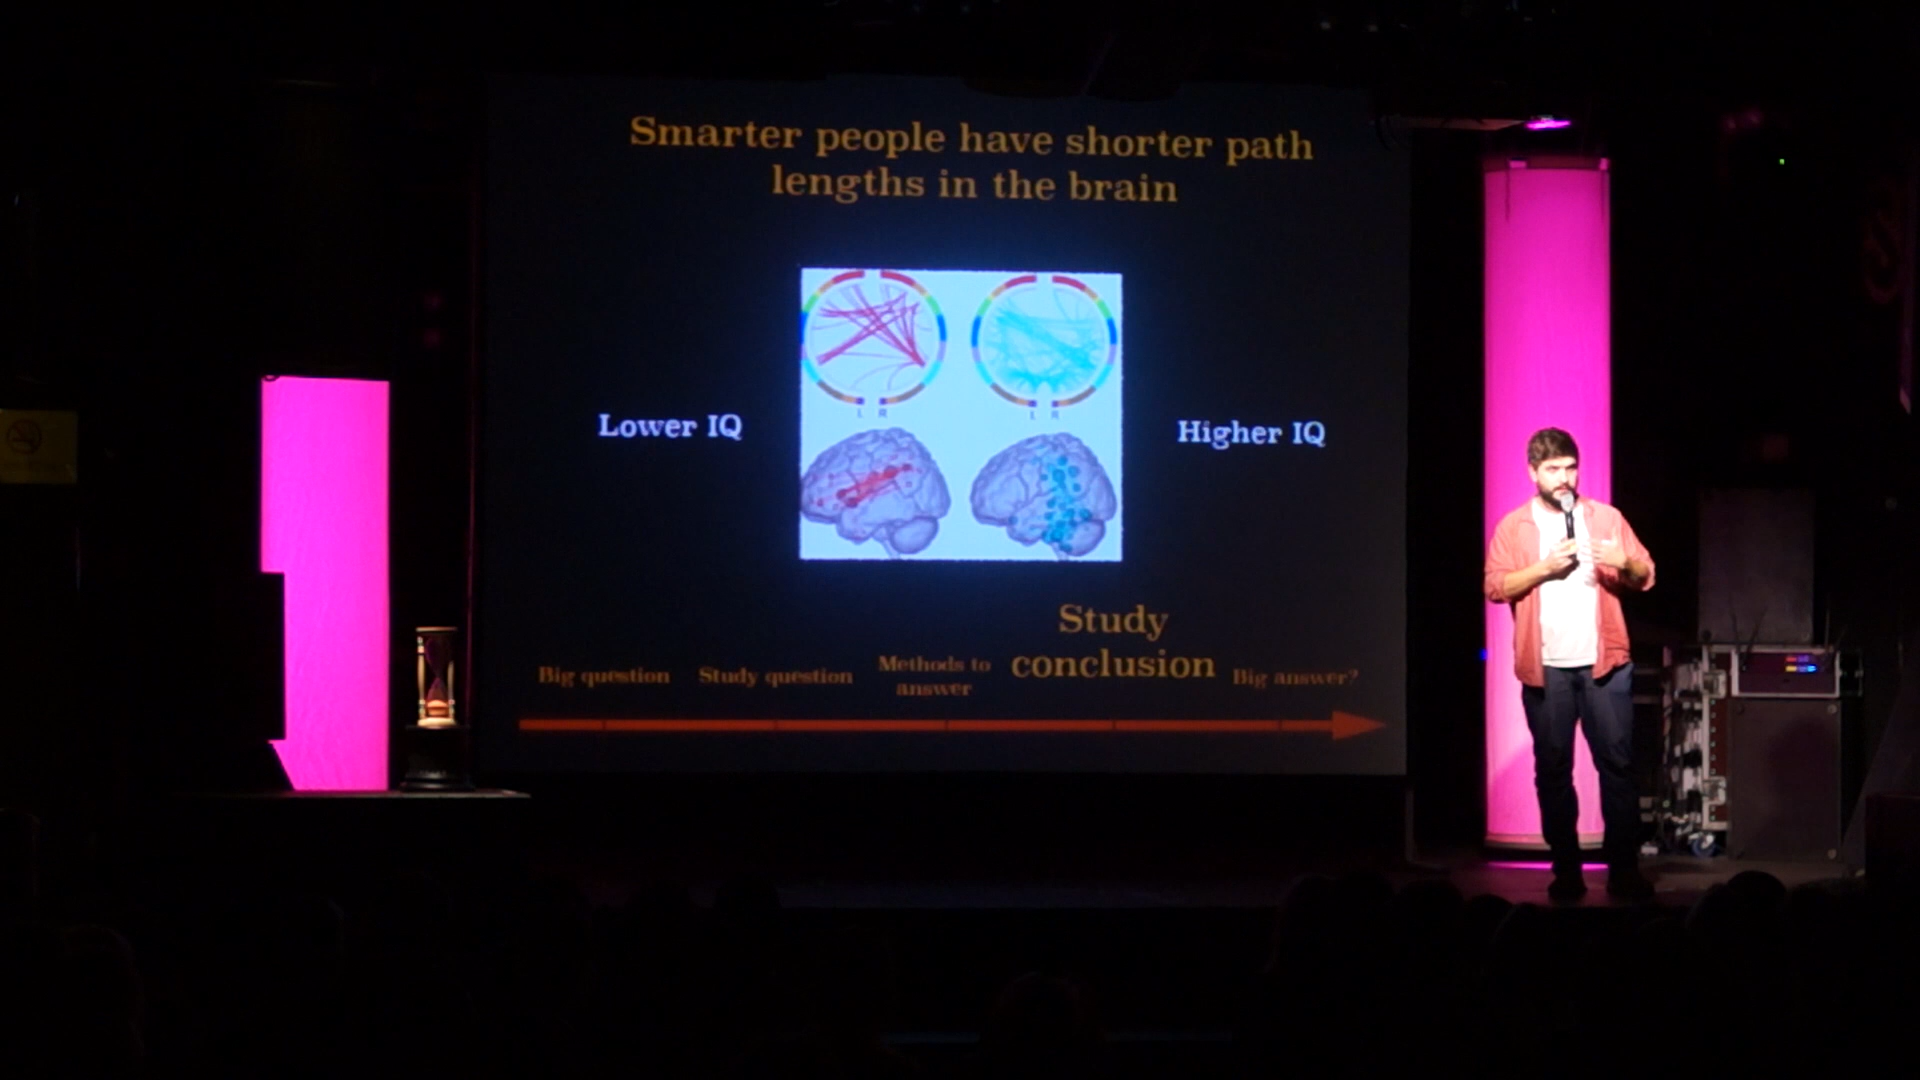 Smarter people have shorter path
lengths in the brain
Lower IQ
Higher IQ
L R
L R
Big question
Study question
Methods to
answer
Study
conclusion
Big answer?